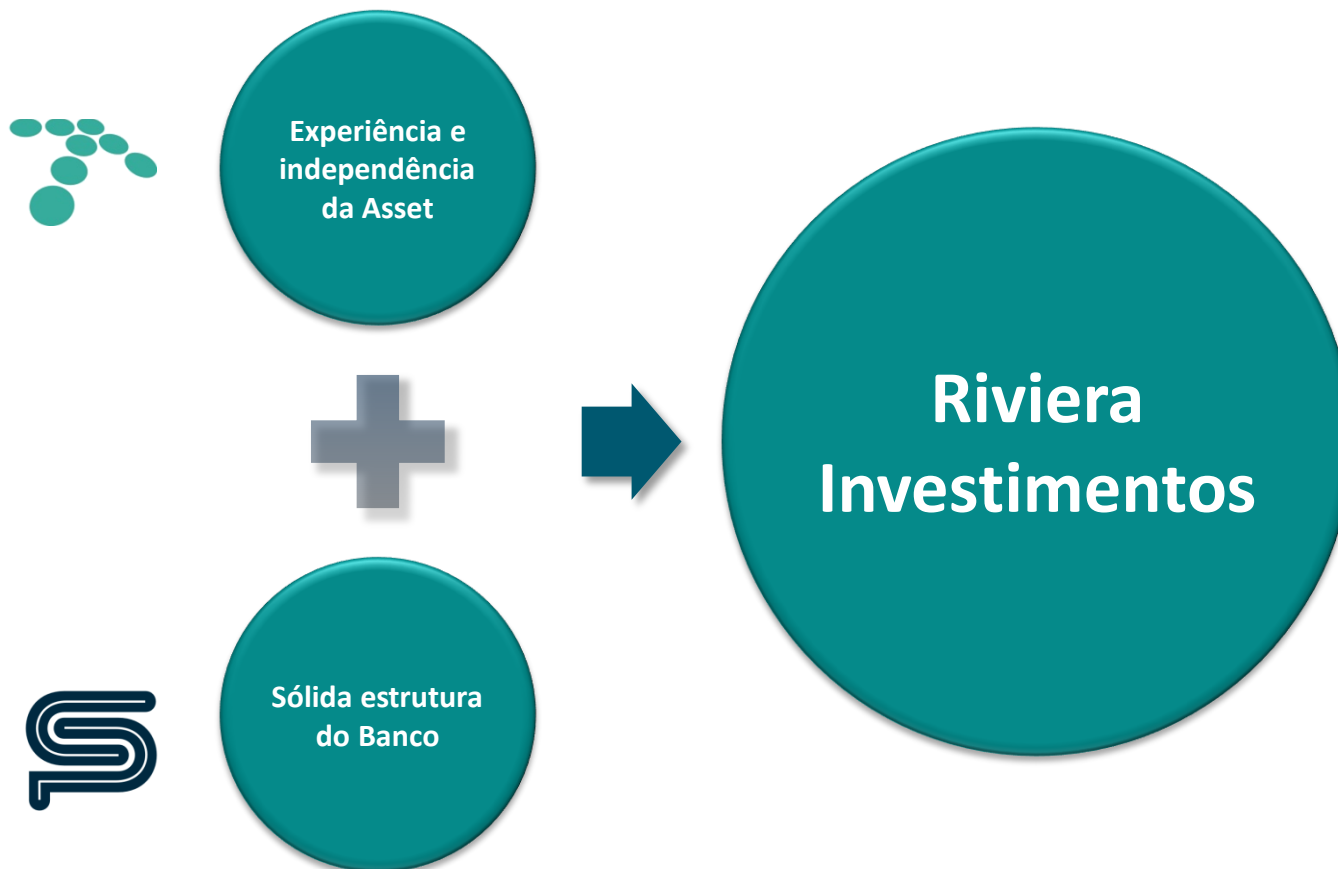 Experiência e
independência
da Asset
Riviera
Investimentos
Sólida estrutura
do Banco